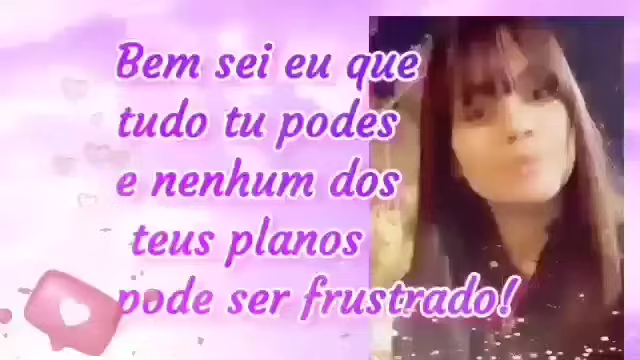 Bem sei eu que
tudo tu podes
e nenhum dos
teus planos
pode ser frustrado!